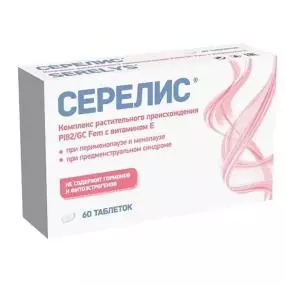 СЕРЕЛИС®
SERELYS®
СЕРЕЛИС®
Комплекс растительного происхождения
PI82/GC Fem с витамином Е
• при перименопаузе и менопаузе
• при предменструальном синдроме
НЕ СОДЕРЖИТ ГОРМОНОВ
И ФИТОЭСТРОГЕНОВ
60 ТАБЛЕТОК